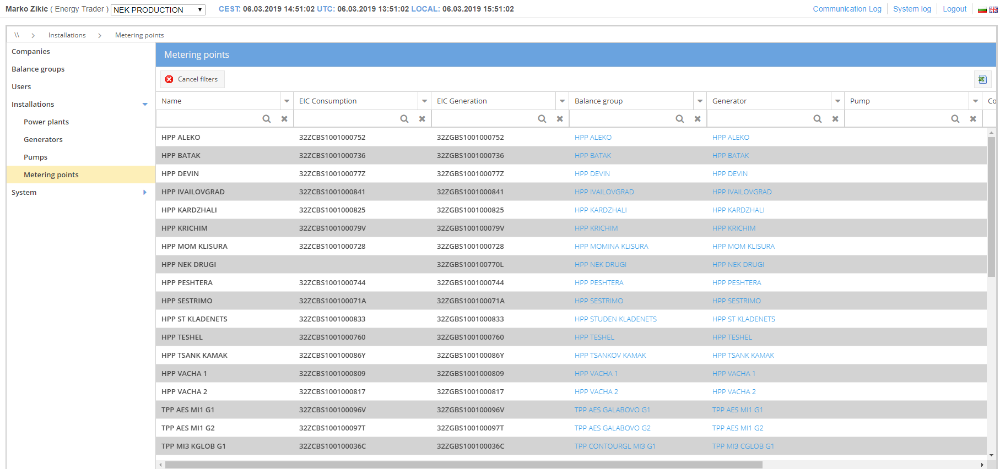 Marko Zikic ( Energy Trader ) NEK PRODUCTION CEST: 06.03.2019 14:51:02 UTC: 06.03.2019 13:51:02 LOCAL: 06.03.2019 15:51:02 Communication Log System log Logout
\\ Installations Metering points
Companies
Balance groups
Users
Installations
Power plants
Generators
Pumps
Metering points
System
Metering points
Cancel filters
Name EIC Consumption EIC Generation Balance group Generator Pump Co
HPP ALEKO 32ZCBS1001000752 32ZGBS1001000752 HPP ALEKO HPP ALEKO
HPP BATAK 32ZCBS1001000736 32ZGBS1001000736 HPP BATAK HPP BATAK
HPP DEVIN 32ZCBS100100077Z 32ZGBS100100077Z HPP DEVIN HPP DEVIN
HPP IVAILOVGRAD 32ZCBS1001000841 32ZGBS1001000841 HPP IVAILOVGRAD HPP IVAILOVGRAD
HPP KARDZHALI 32ZCBS1001000825 32ZGBS1001000825 HPP KARDZHALI HPP KARDZHALI
HPP KRICHIM 32ZCBS100100079V 32ZGBS100100079V HPP KRICHIM HPP KRICHIM
HPP MOM KLISURA 32ZCBS1001000728 32ZGBS1001000728 HPP MOMINA KLISURA HPP MOM KLISURA
HPP NEK DRUGI 32ZGBS100100770L HPP NEK DRUGI HPP NEK DRUGI
HPP PESHTERA 32ZCBS1001000744 32ZGBS1001000744 HPP PESHTERA HPP PESHTERA
HPP SESTRIMO 32ZCBS100100071A 32ZGBS100100071A HPP SESTRIMO HPP SESTRIMO
HPP ST KLADENETS 32ZCBS1001000833 32ZGBS1001000833 HPP STUDEN KLADENETS HPP ST KLADENETS
HPP TESHEL 32ZCBS1001000760 32ZGBS1001000760 HPP TESHEL HPP TESHEL
HPP TSANK KAMAK 32ZCBS100100086Y 32ZGBS100100086Y HPP TSANKOV KAMAK HPP TSANK KAMAK
HPP VACHA 1 32ZCBS1001000809 32ZGBS1001000809 HPP VACHA 1 HPP VACHA 1
HPP VACHA 2 32ZCBS1001000817 32ZGBS1001000817 HPP VACHA 2 HPP VACHA 2
TPP AES MI1 G1 32ZCBS100100096V 32ZGBS100100096V TPP AES GALABOVO G1 TPP AES MI1 G1
TPP AES MI1 G2 32ZCBS100100097T 32ZGBS100100097T TPP AES GALABOVO G2 TPP AES MI1 G2
TPP MI3 KGLOB G1 32ZCBS100100036C 32ZGBS100100036C TPP CONTOURGL MI3 G1 TPP MI3 CGLOB G1